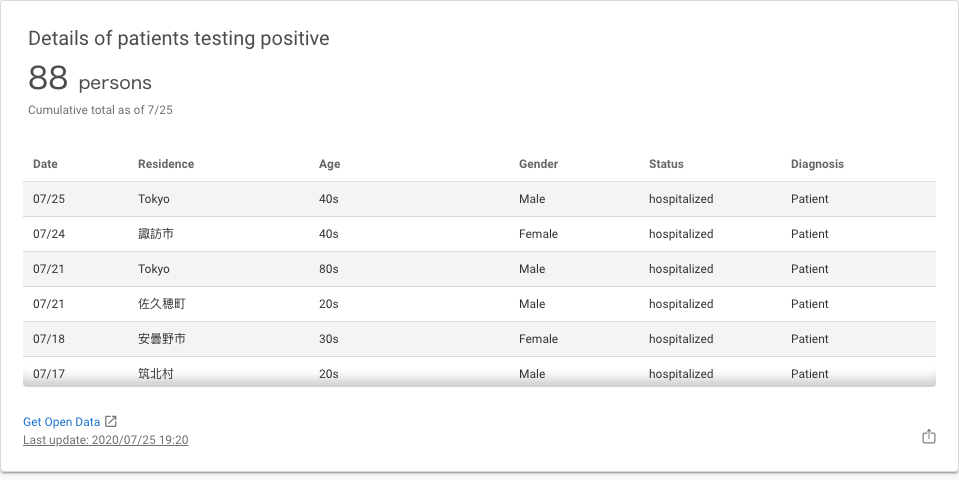 Details of patients testing positive
88 persons
Cumulative total as of 7/25
Date Residence Age Gender Status Diagnosis
07/25 Tokyo 40s Male hospitalized Patient
07/24 諏訪市 40s Female hospitalized Patient
07/21 Tokyo 80s Male hospitalized Patient
07/21 佐久穂町 20s Male hospitalized Patient
07/18 安曇野市 30s Female hospitalized Patient
07/17 筑北村 20s Male hospitalized Patient
Get Open Data
Last update: 2020/07/25 19:20